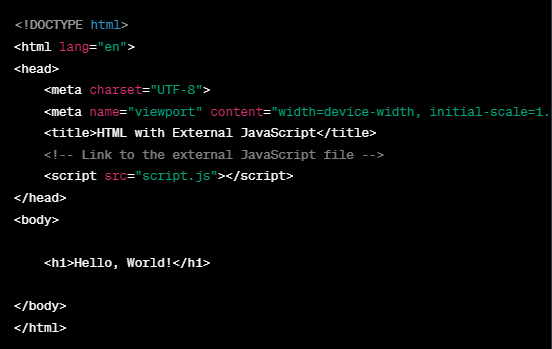 <!DOCTYPE html>
<html lang="en">
<head>
    <meta charset="UTF-8">
    <meta name="viewport" content="width=device-width, initial-scale=1.
    <title>HTML with External JavaScript</title>
    <!-- Link to the external JavaScript file -->
    <script src="script.js"></script>
</head>
<body>
    <h1>Hello, World!</h1>
</body>
</html>